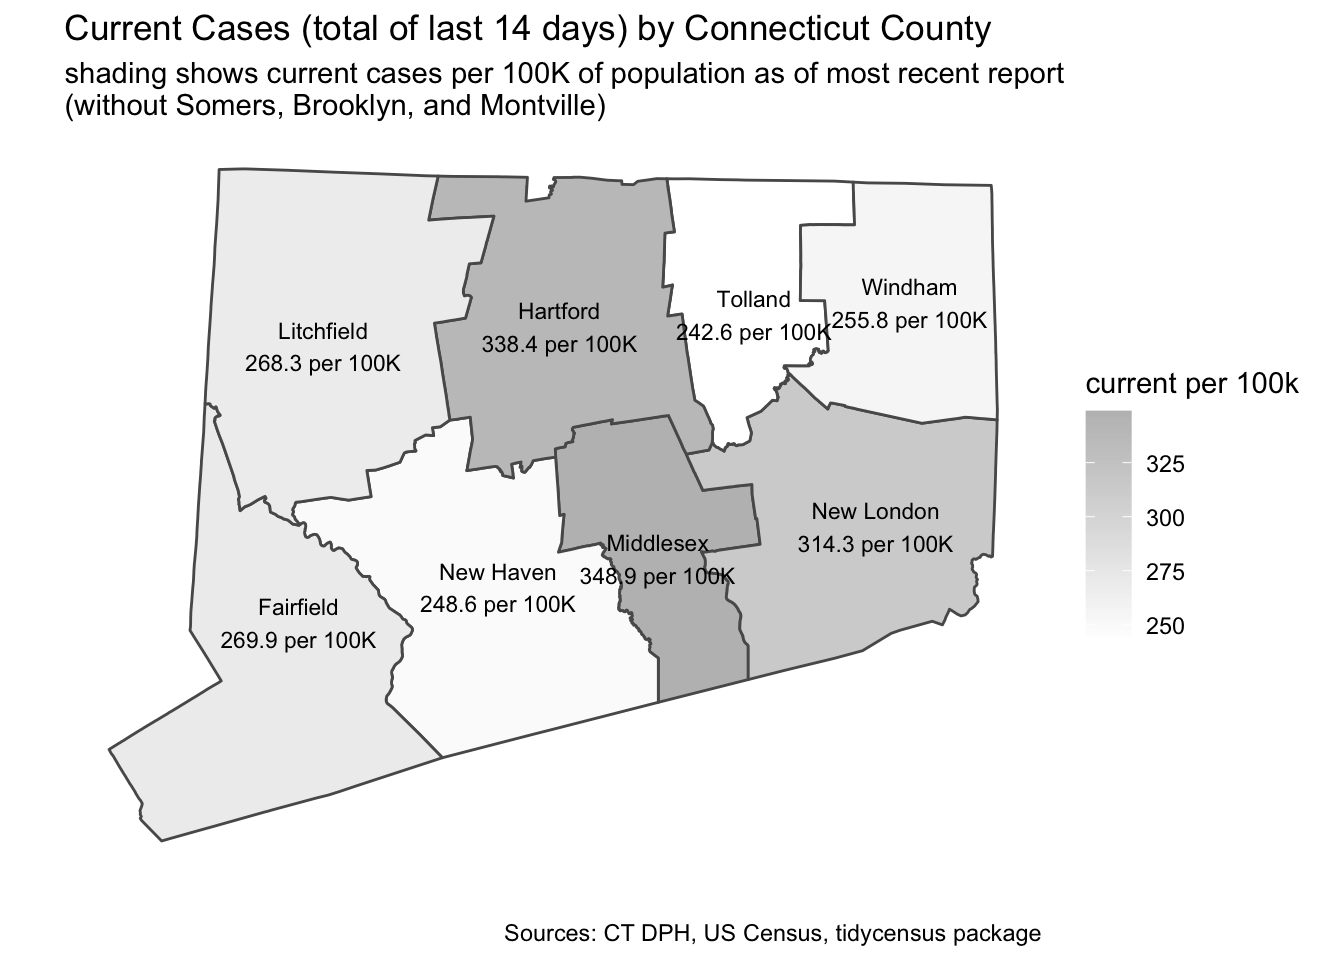 Current Cases (total of last 14 days) by Connecticut County
shading shows current cases per 100K of population as of most recent report
(without Somers, Brooklyn, and Montville)
Litchfield
268.3 per 100K
Hartford
338.4 per 100K
Tolland
242.6 per 100K
Windham
255.8 per 100K
New London
314.3 per 100K
Middlesex
348.9 per 100K
New Haven
248.6 per 100K
Fairfield
269.9 per 100K
current per 100k
325
300
275
250
Sources: CT DPH, US Census, tidycensus package